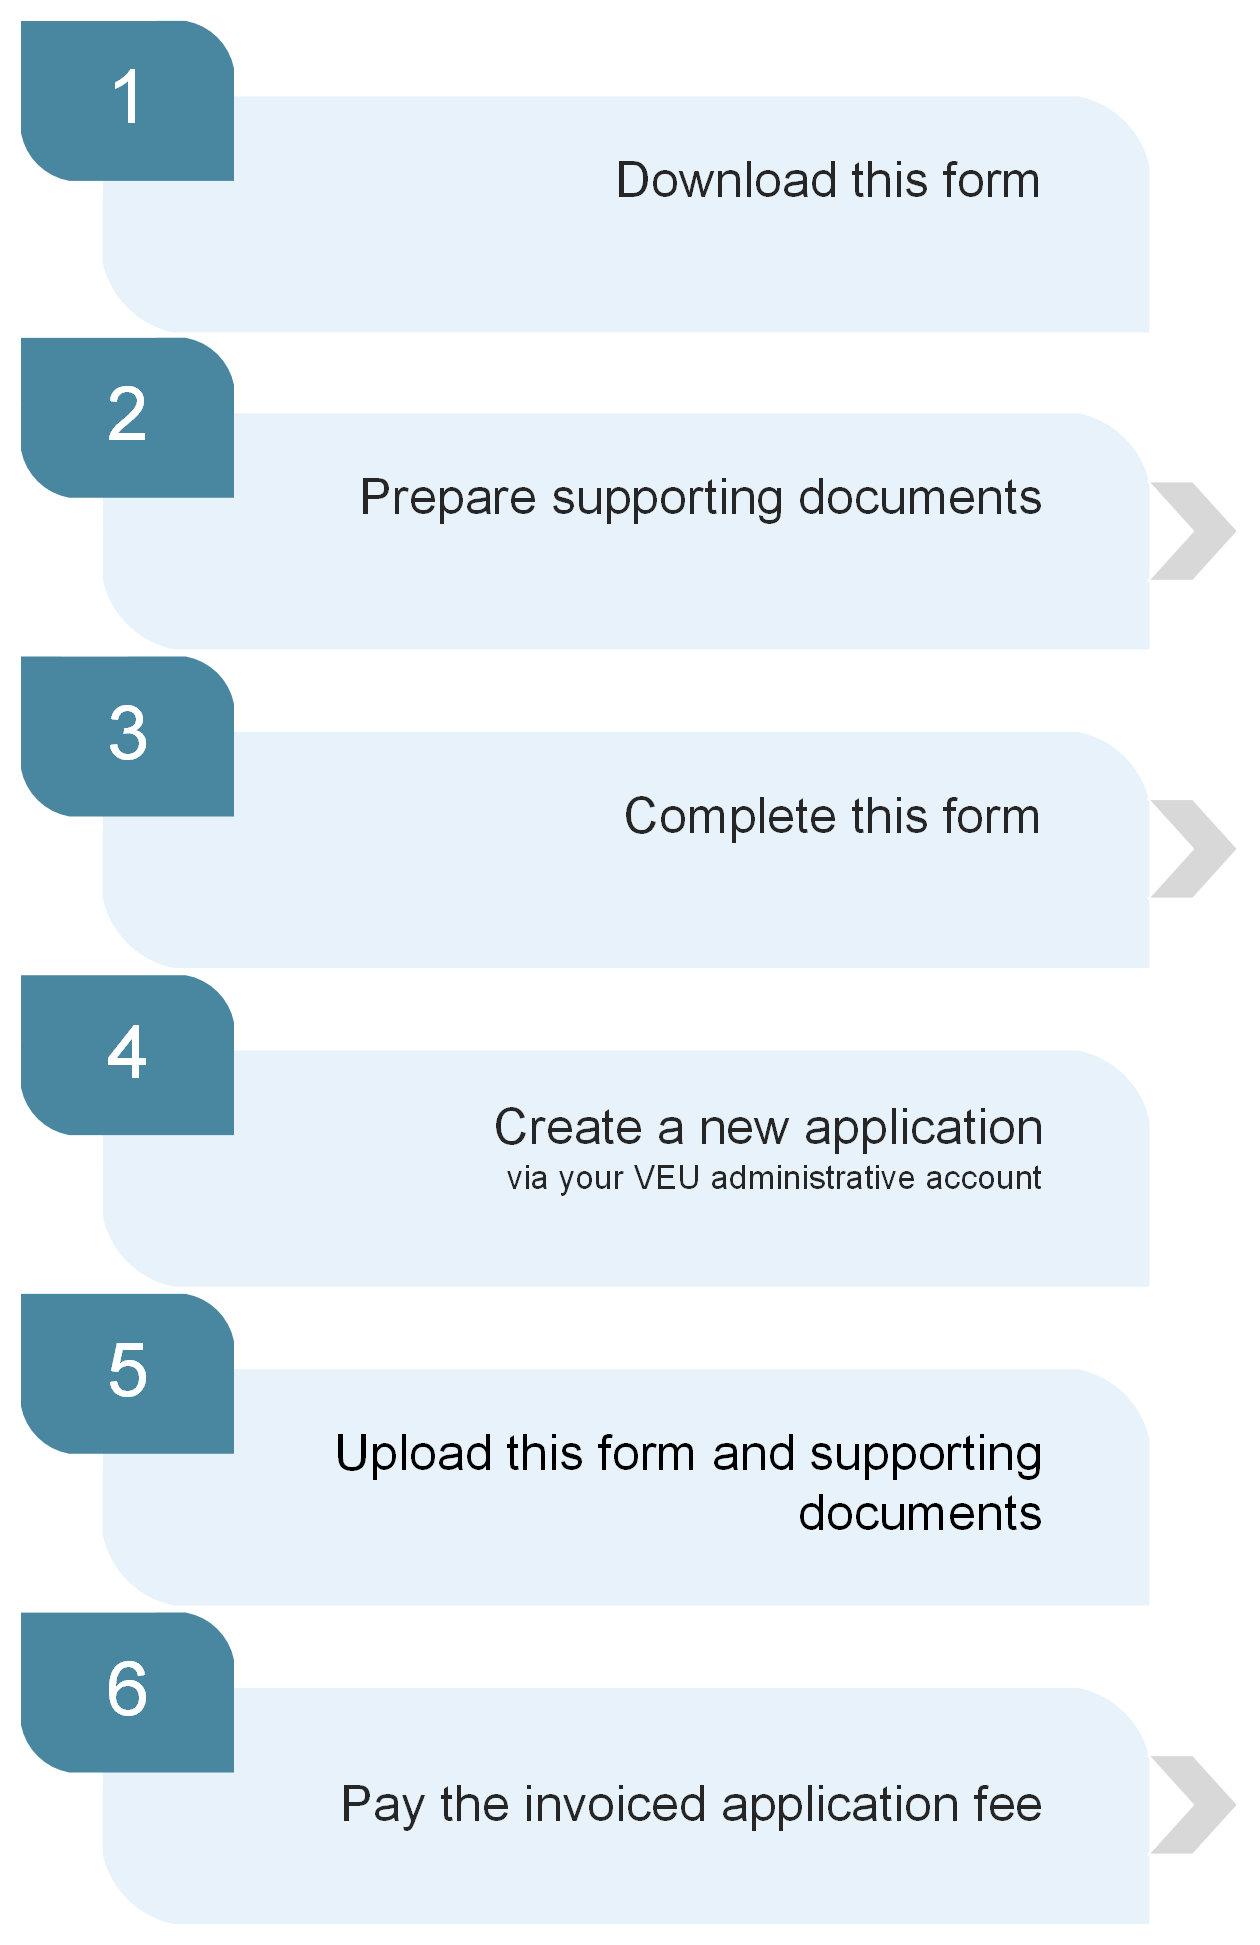 1
Download this form
2
Prepare supporting documents
3
Complete this form
4
Create a new application
via your VEU administrative account
5
Upload this form and supporting
documents
6
Pay the invoiced application fee